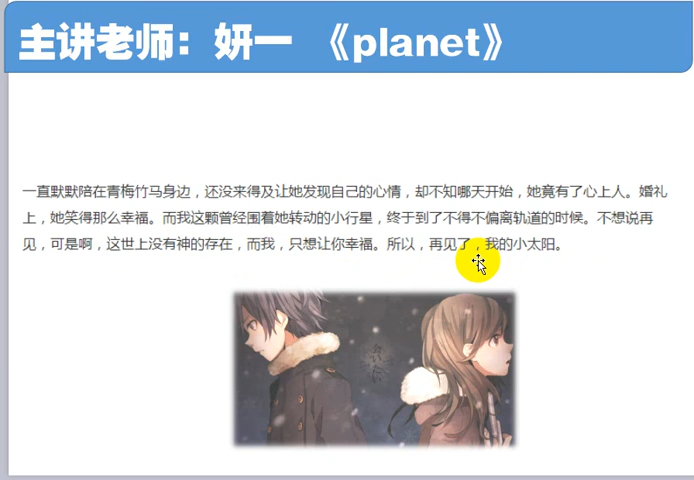 主讲老师：妍一 《planet》
一直默默陪在青梅竹马身边，还没来得及让她发现自己的心情，却不知哪天开始，她竟有了心上人。婚礼
上，她笑得那么幸福。而我这颗曾经围着她转动的小行星，终于到了不得不偏离轨道的时候。不想说再
见，可是啊，这世上没有神的存在，而我，只想让你幸福。所以，再见了，我的小太阳。